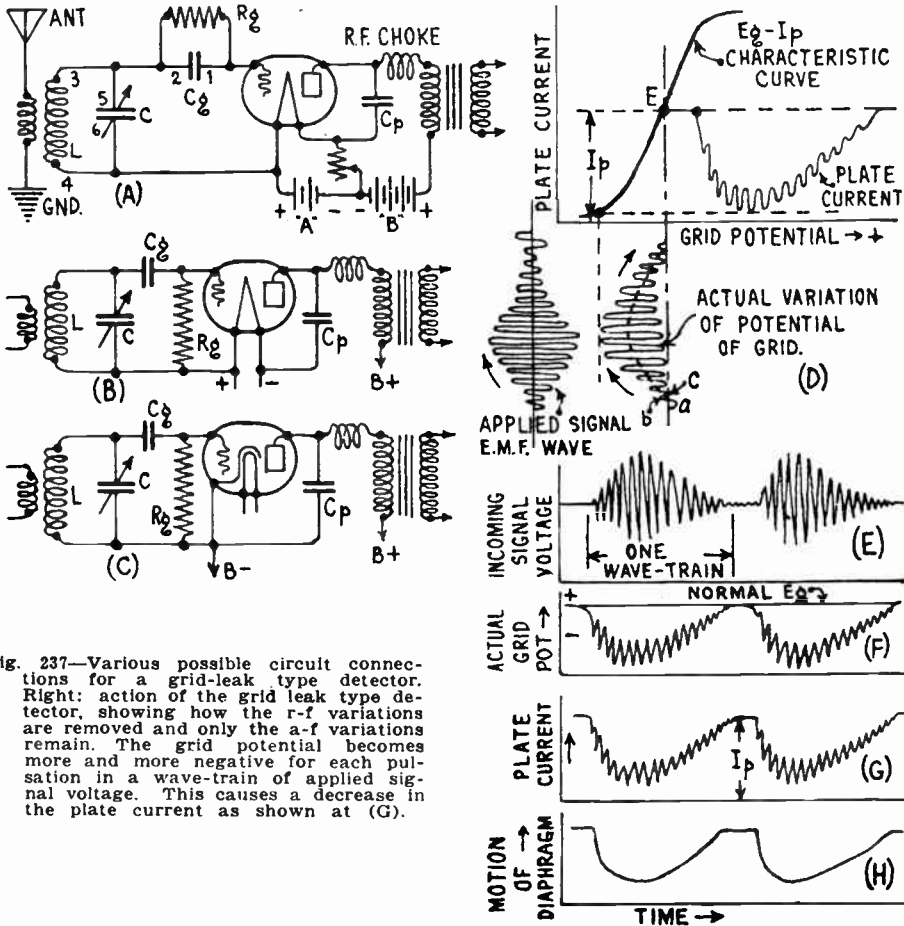 ANT
Rg
R.F. CHOKE
3
2
1
Cg
5
C
6
Cp
L
4
GND.
(A)
+ "A" - - "B" +
Cg
L
C
Rg
Cp
(B)
+ -
B+
Cg
L
C
Rg
Cp
(C)
B-
B+
ig. 237—Various possible circuit connec-
tions for a grid-leak type detector.
Right: action of the grid leak type de-
tector, showing how the r-f variations
are removed and only the a-f variations
remain. The grid potential becomes
more and more negative for each pul-
sation in a wave-train of applied sig-
nal voltage. This causes a decrease in
the plate current as shown at (G).
PLATE CURRENT
Eg-Ip
CHARACTERISTIC
CURVE
E
Ip
PLATE
CURRENT
GRID POTENTIAL → +
ACTUAL VARIATION
OF POTENTIAL
OF GRID.
(D)
C
b
a
APPLIED SIGNAL
E.M.F. WAVE
INCOMING
SIGNAL
VOLTAGE
ONE
WAVE-TRAIN
(E)
NORMAL Eg
ACTUAL
GRID
POT →
+
-
(F)
PLATE
CURRENT
→
Ip
(G)
MOTION
OF
DIAPHRAGM
→
(H)
TIME →